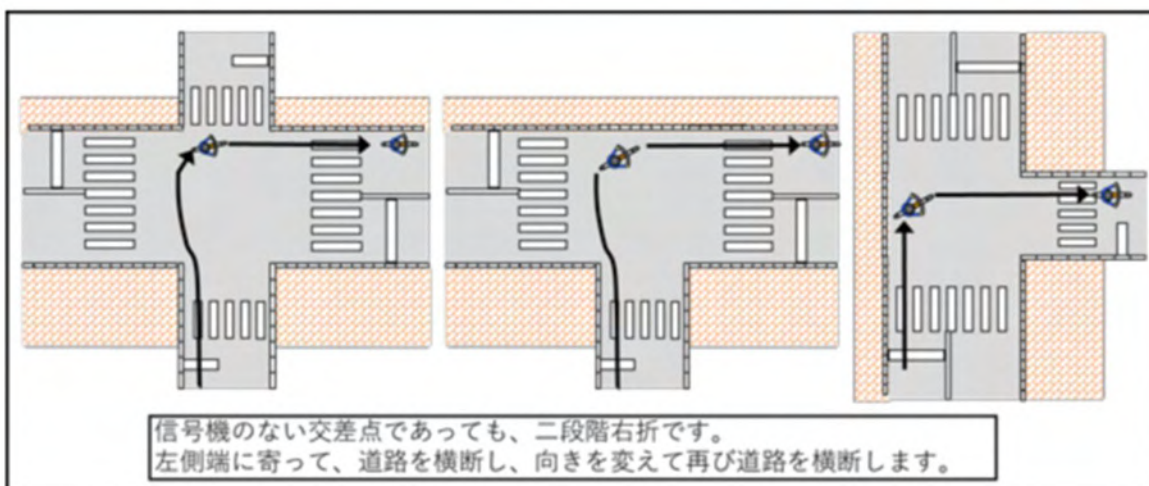 信号機のない交差点であっても、二段階右折です。
左側端に寄って、道路を横断し、向きを変えて再び道路を横断します。